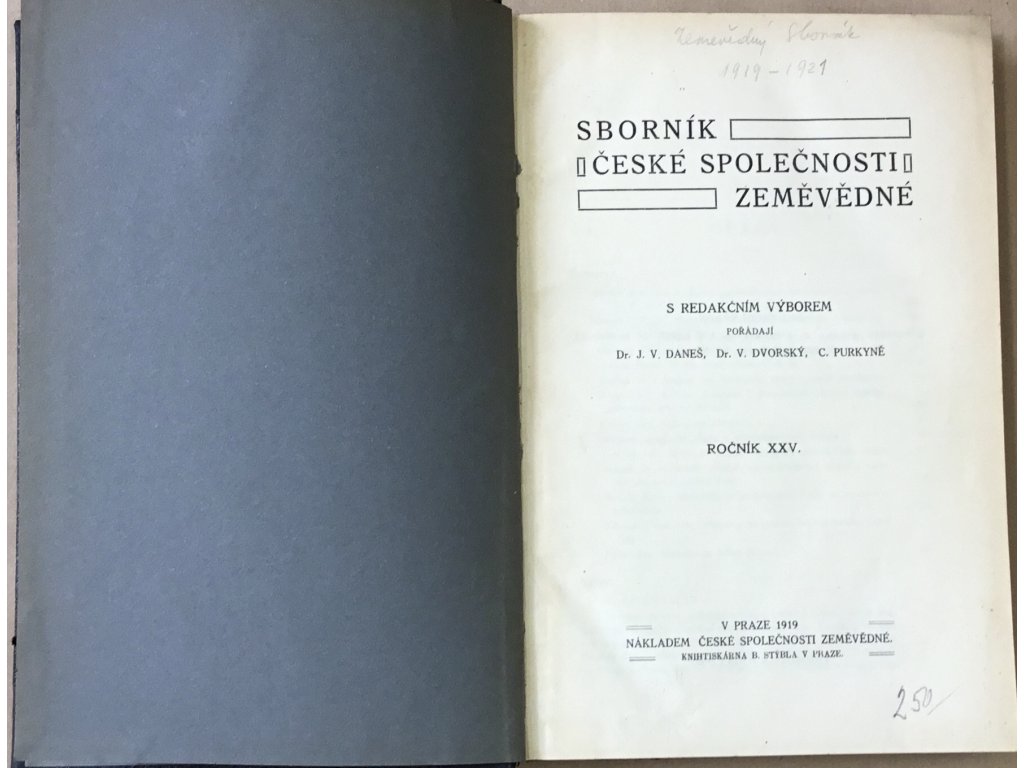 Zeměvědný Sborník
1919-1921
SBORNÍK
ČESKÉ SPOLEČNOSTI
ZEMĚVĚDNÉ
S REDAKČNÍM VÝBOREM
POŘÁDAJÍ
Dr. J. V. DANEŠ, Dr. V. DVORSKÝ, C. PURKYNĚ
ROČNÍK XXV.
V PRAZE 1919
NÁKLADEM ČESKÉ SPOLEČNOSTI ZEMĚVĚDNÉ.
KNIHTISKÁRNA B. STÝBLA V PRAZE.
250/